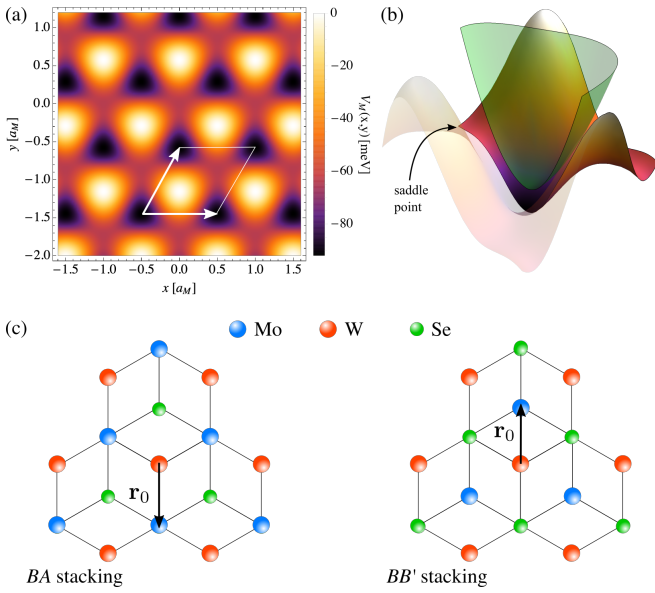 (a)
1.0
0.5
0.0
-0.5
-1.0
-1.5
-2.0
y [a_M]
-1.5 -1.0 -0.5 0.0 0.5 1.0 1.5
x [a_M]
0
-20
-40
-60
-80
V_M(x,y) [meV]
(b)
saddle
point
(c)
Mo W Se
r₀
r₀
BA stacking
BB' stacking